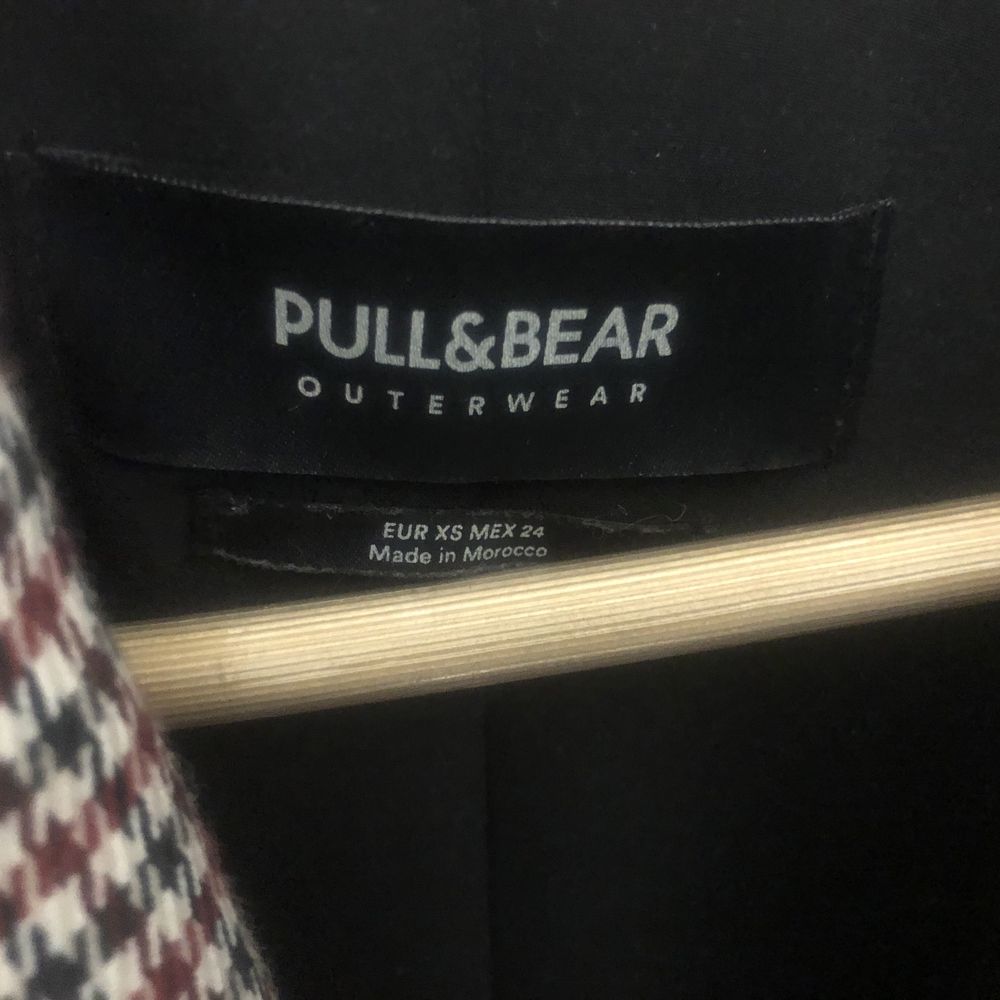 PULL&BEAR
OUTERWEAR
EUR XS MEX 24
Made in Morocco